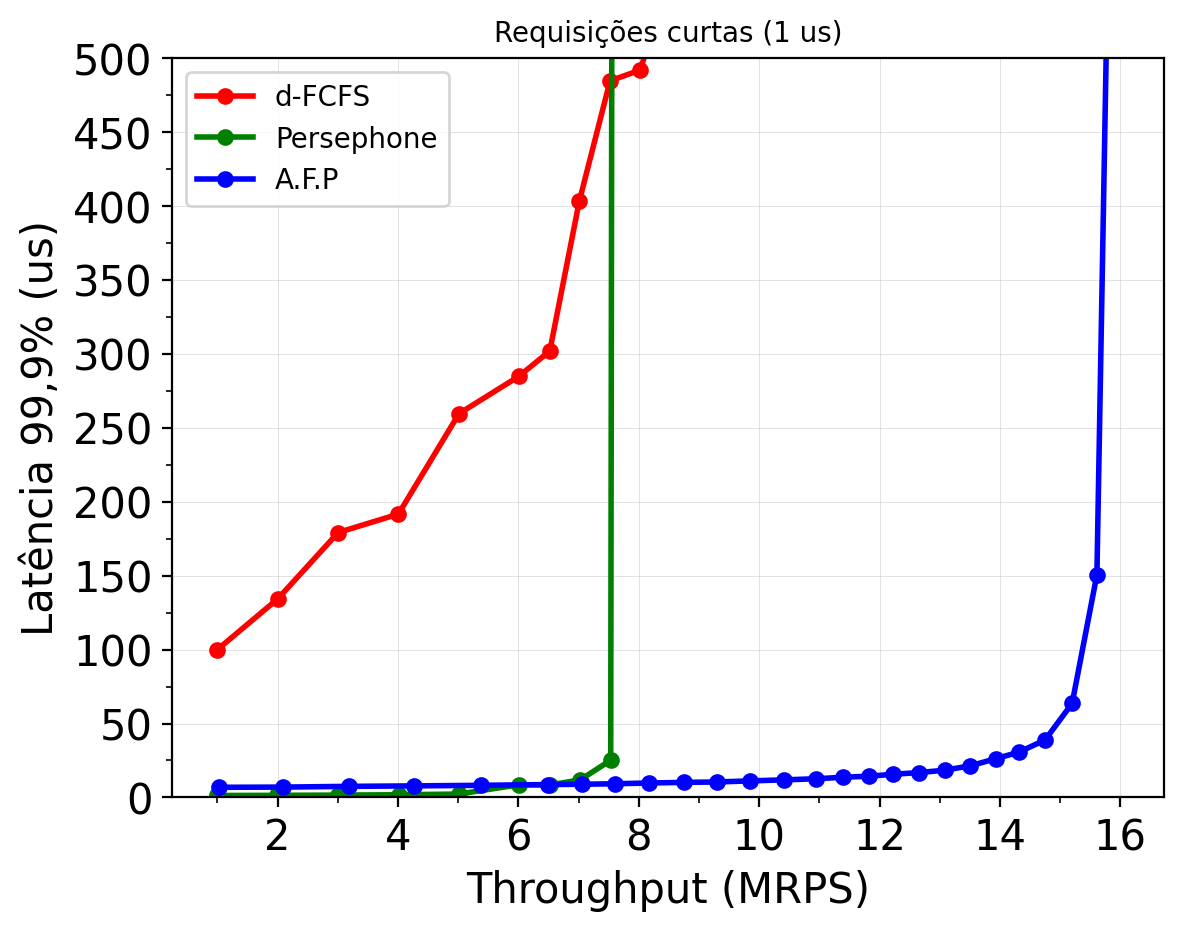 Requisições curtas (1 us)
500
450
400
350
300
250
200
150
100
50
0
Latência 99,9% (us)
d-FCFS
Persephone
A.F.P
2 4 6 8 10 12 14 16
Throughput (MRPS)